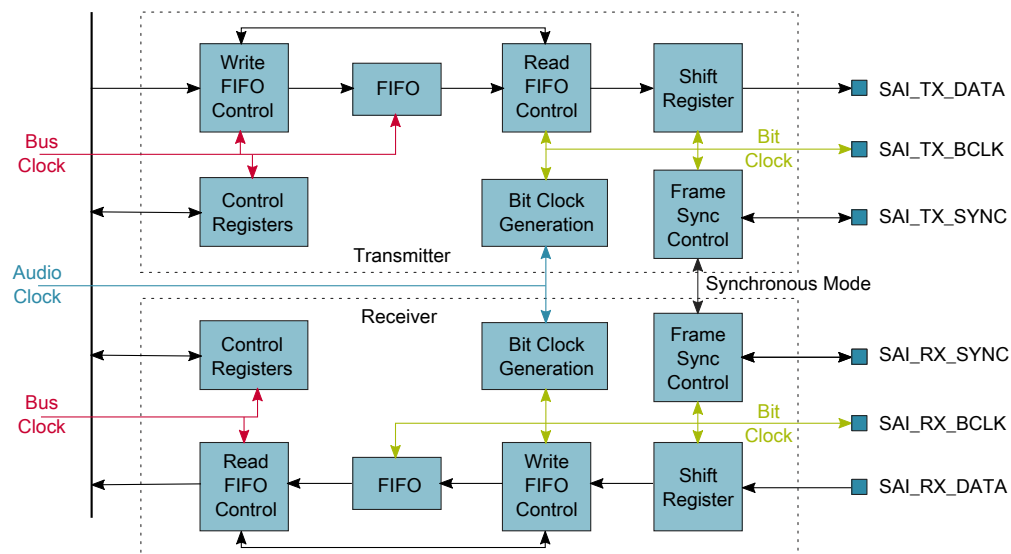 Write
FIFO
Control
FIFO
Read
FIFO
Control
Shift
Register
SAI_TX_DATA
Bus
Clock
Bit
Clock
SAI_TX_BCLK
Control
Registers
Bit Clock
Generation
Frame
Sync
Control
SAI_TX_SYNC
Transmitter
Audio
Clock
Synchronous Mode
Receiver
Control
Registers
Bit Clock
Generation
Frame
Sync
Control
SAI_RX_SYNC
Bus
Clock
Bit
Clock
SAI_RX_BCLK
Read
FIFO
Control
FIFO
Write
FIFO
Control
Shift
Register
SAI_RX_DATA